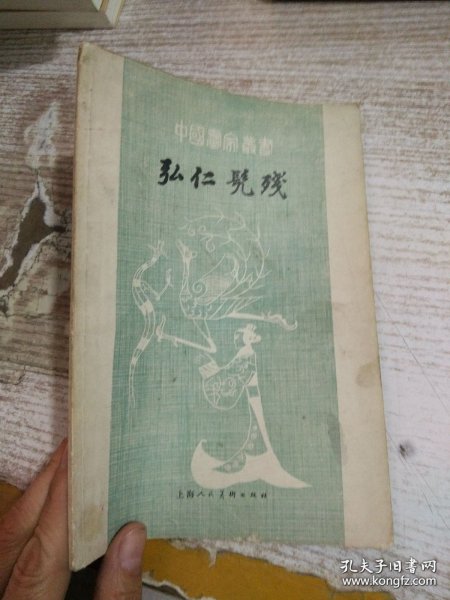 中國畫家叢書
弘仁 髡残
上海人民美術出版社
孔夫子旧书网
www.kongfz.com